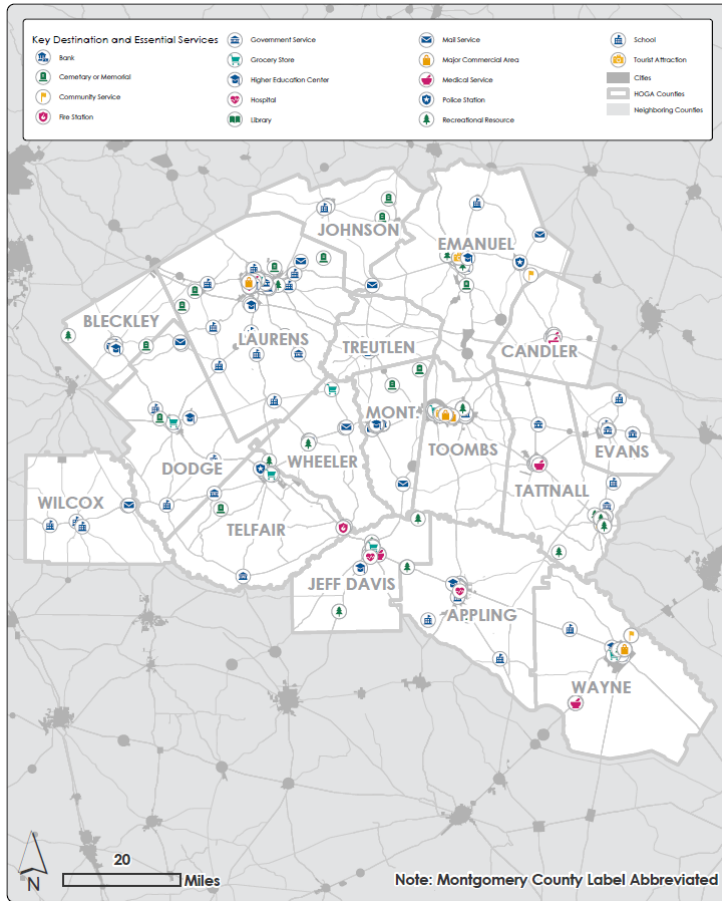 Key Destination and Essential Services
Bank
Cemetary or Memorial
Community Service
Fire Station
Government Service
Grocery Store
Higher Education Center
Hospital
Library
Mail Service
Major Commercial Area
Medical Service
Police Station
Recreational Resource
School
Tourist Attraction
Cities
HOGA Counties
Neighboring Counties
JOHNSON
EMANUEL
BLECKLEY
LAURENS
TREUTLEN
CANDLER
MONT.
TOOMBS
EVANS
DODGE
WHEELER
TATTNALL
WILCOX
TELFAIR
JEFF DAVIS
APPLING
WAYNE
N
20
Miles
Note: Montgomery County Label Abbreviated